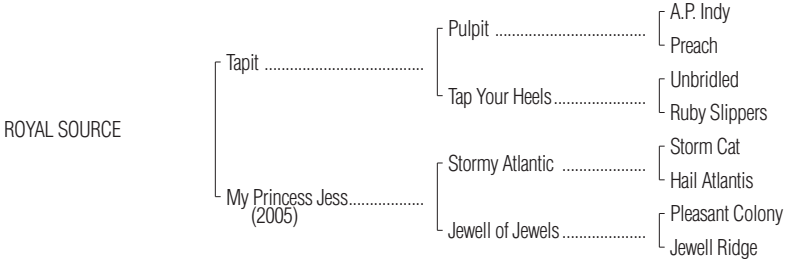 A.P. Indy
Pulpit ....................................
Preach
Tapit ......................................
Unbridled
Tap Your Heels......................
Ruby Slippers
ROYAL SOURCE
Storm Cat
Stormy Atlantic ....................
Hail Atlantis
My Princess Jess..................
(2005)
Pleasant Colony
Jewell of Jewels....................
Jewell Ridge